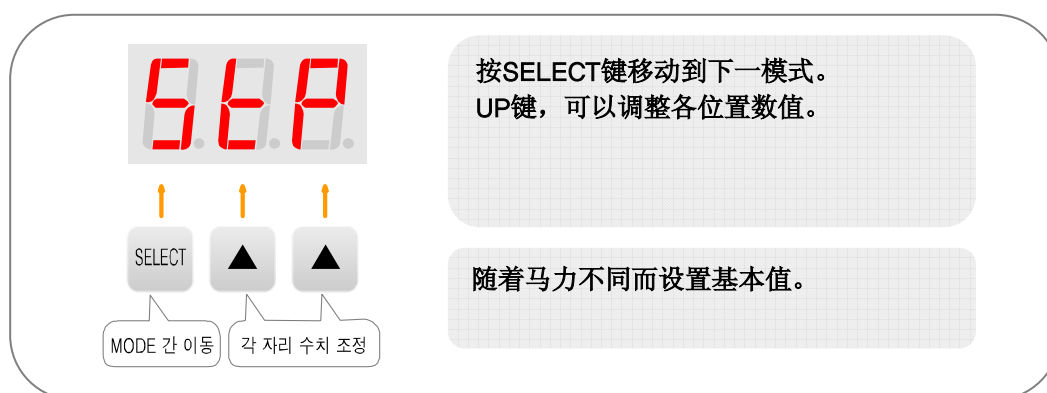 StP
按SELECT键移动到下一模式。
UP键，可以调整各位置数值。
SELECT
MODE 간 이동
각 자리 수치 조정
随着马力不同而设置基本值。